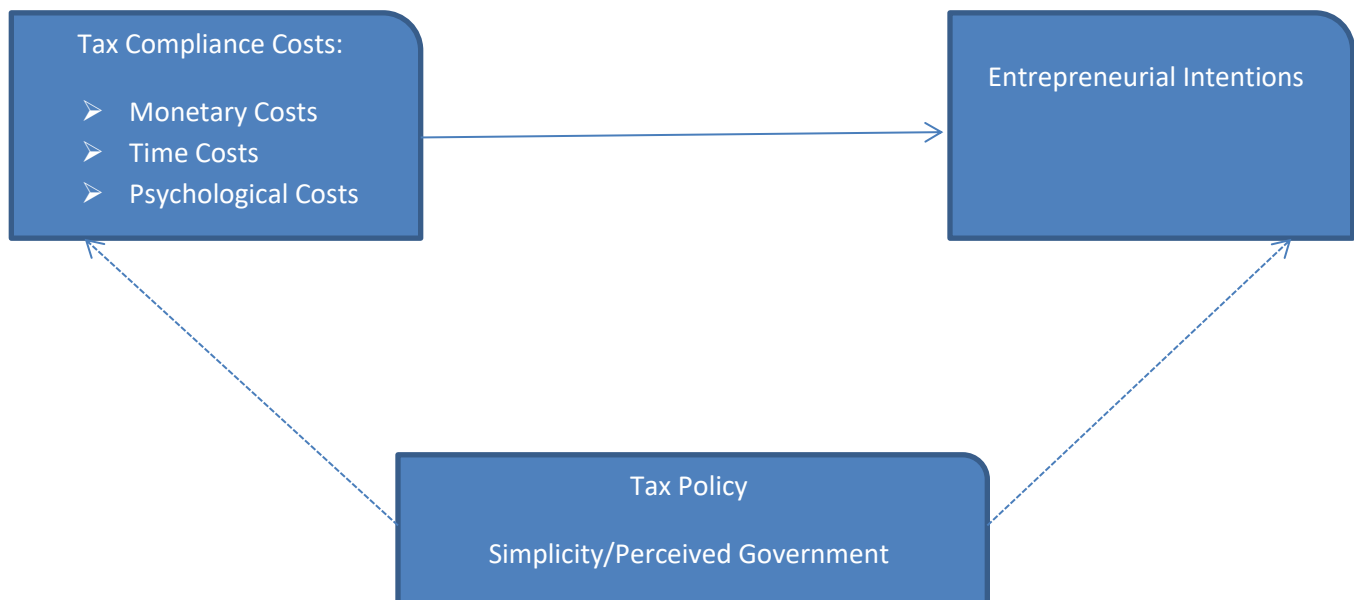 Tax Compliance Costs:
➢ Monetary Costs
➢ Time Costs
➢ Psychological Costs
Entrepreneurial Intentions
Tax Policy
Simplicity/Perceived Government